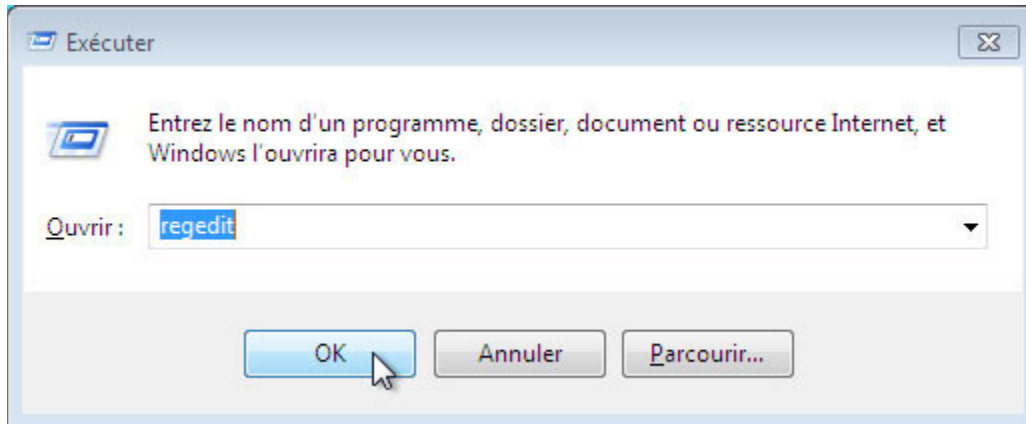 Exécuter
Entrez le nom d'un programme, dossier, document ou ressource Internet, et
Windows l'ouvrira pour vous.
Ouvrir : regedit
OK Annuler Parcourir...